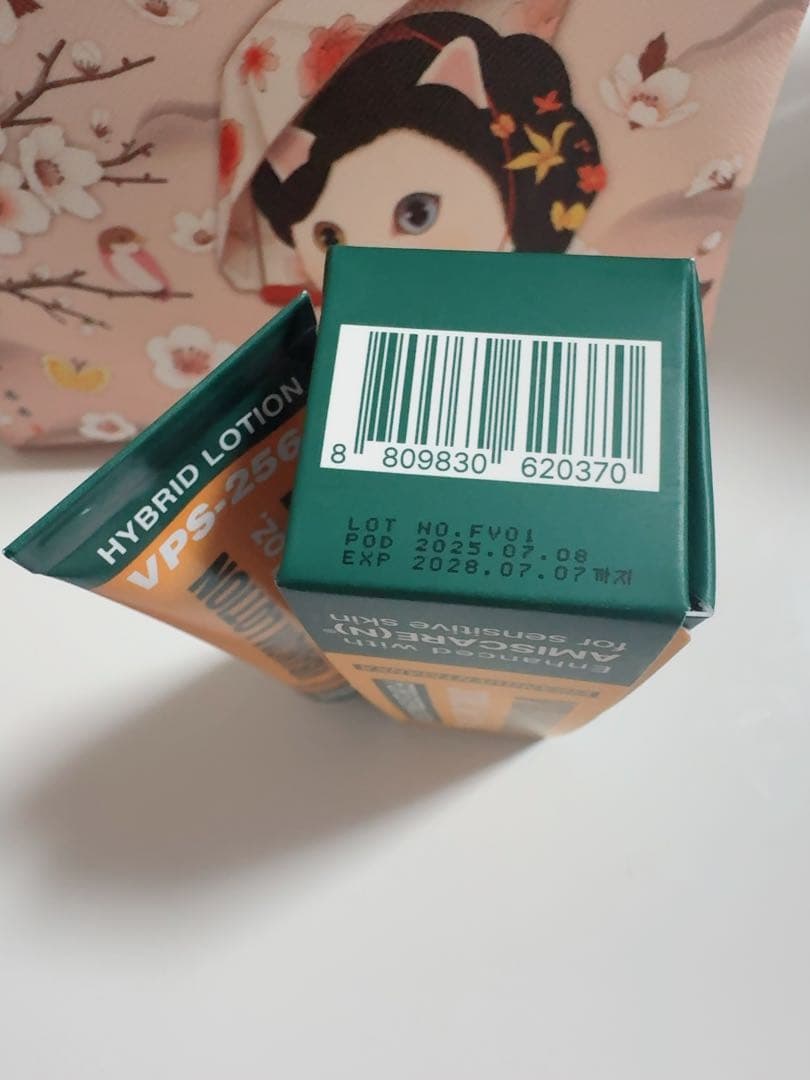 8 809830 620370
LOT NO.FV01
POD 2025.07.08
EXP 2028.07.07까지
HYBRID LOTION
VPS-256
Enhanced with
AMISCARE(N)®
for sensitive skin